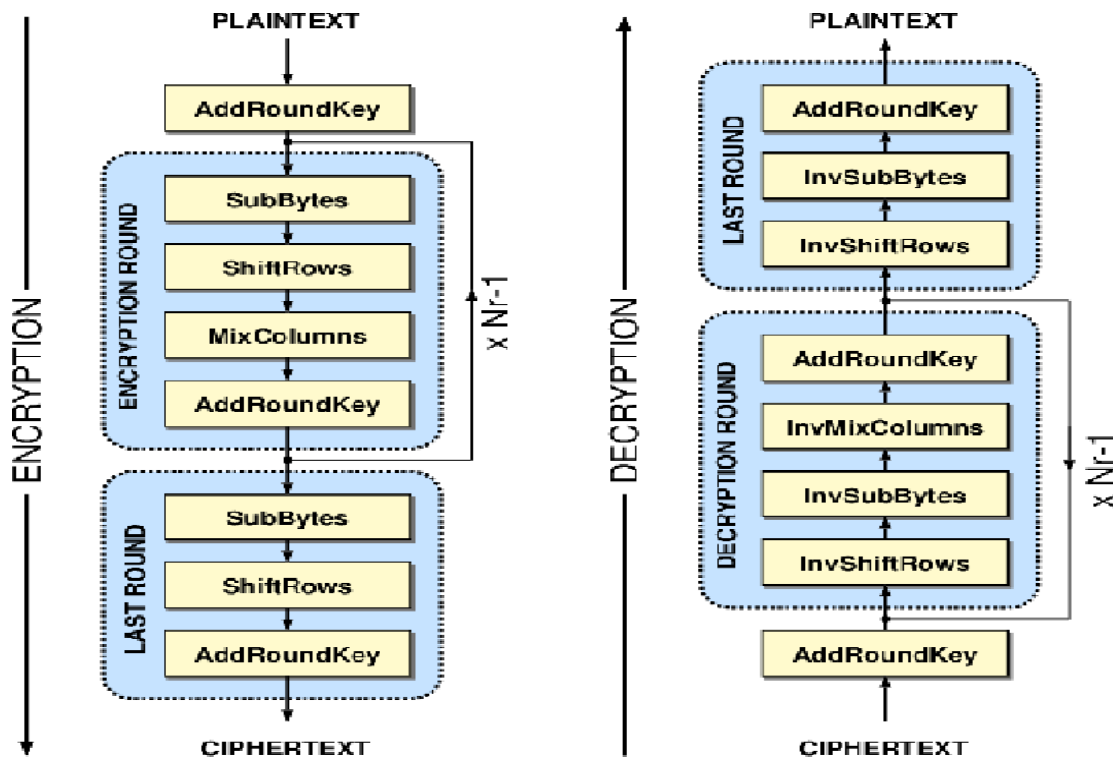 PLAINTEXT
AddRoundKey
SubBytes
ShiftRows
MixColumns
AddRoundKey
ENCRYPTION ROUND
x Nr-1
SubBytes
ShiftRows
AddRoundKey
LAST ROUND
CIPHERTEXT
ENCRYPTION
PLAINTEXT
AddRoundKey
InvSubBytes
InvShiftRows
LAST ROUND
AddRoundKey
InvMixColumns
InvSubBytes
InvShiftRows
DECRYPTION ROUND
x Nr-1
AddRoundKey
CIPHERTEXT
DECRYPTION